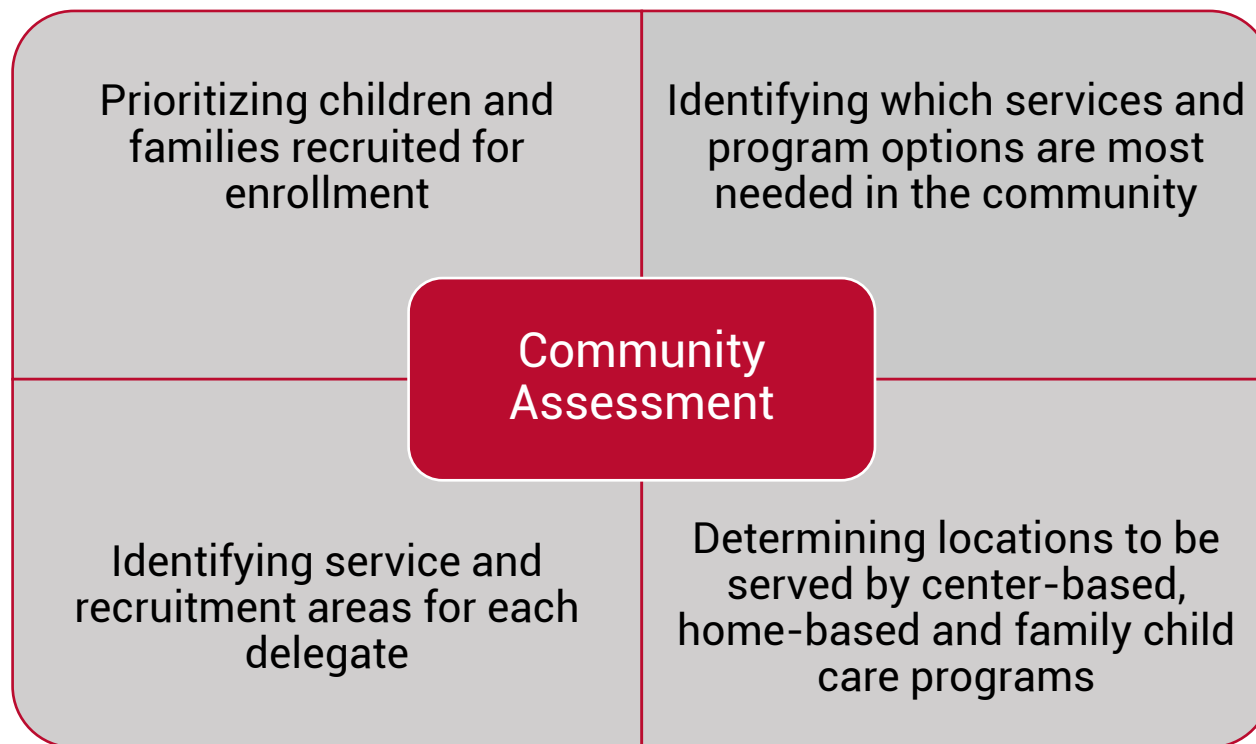 Prioritizing children and
families recruited for
enrollment
Identifying which services and
program options are most
needed in the community
Community
Assessment
Identifying service and
recruitment areas for each
delegate
Determining locations to be
served by center-based,
home-based and family child
care programs